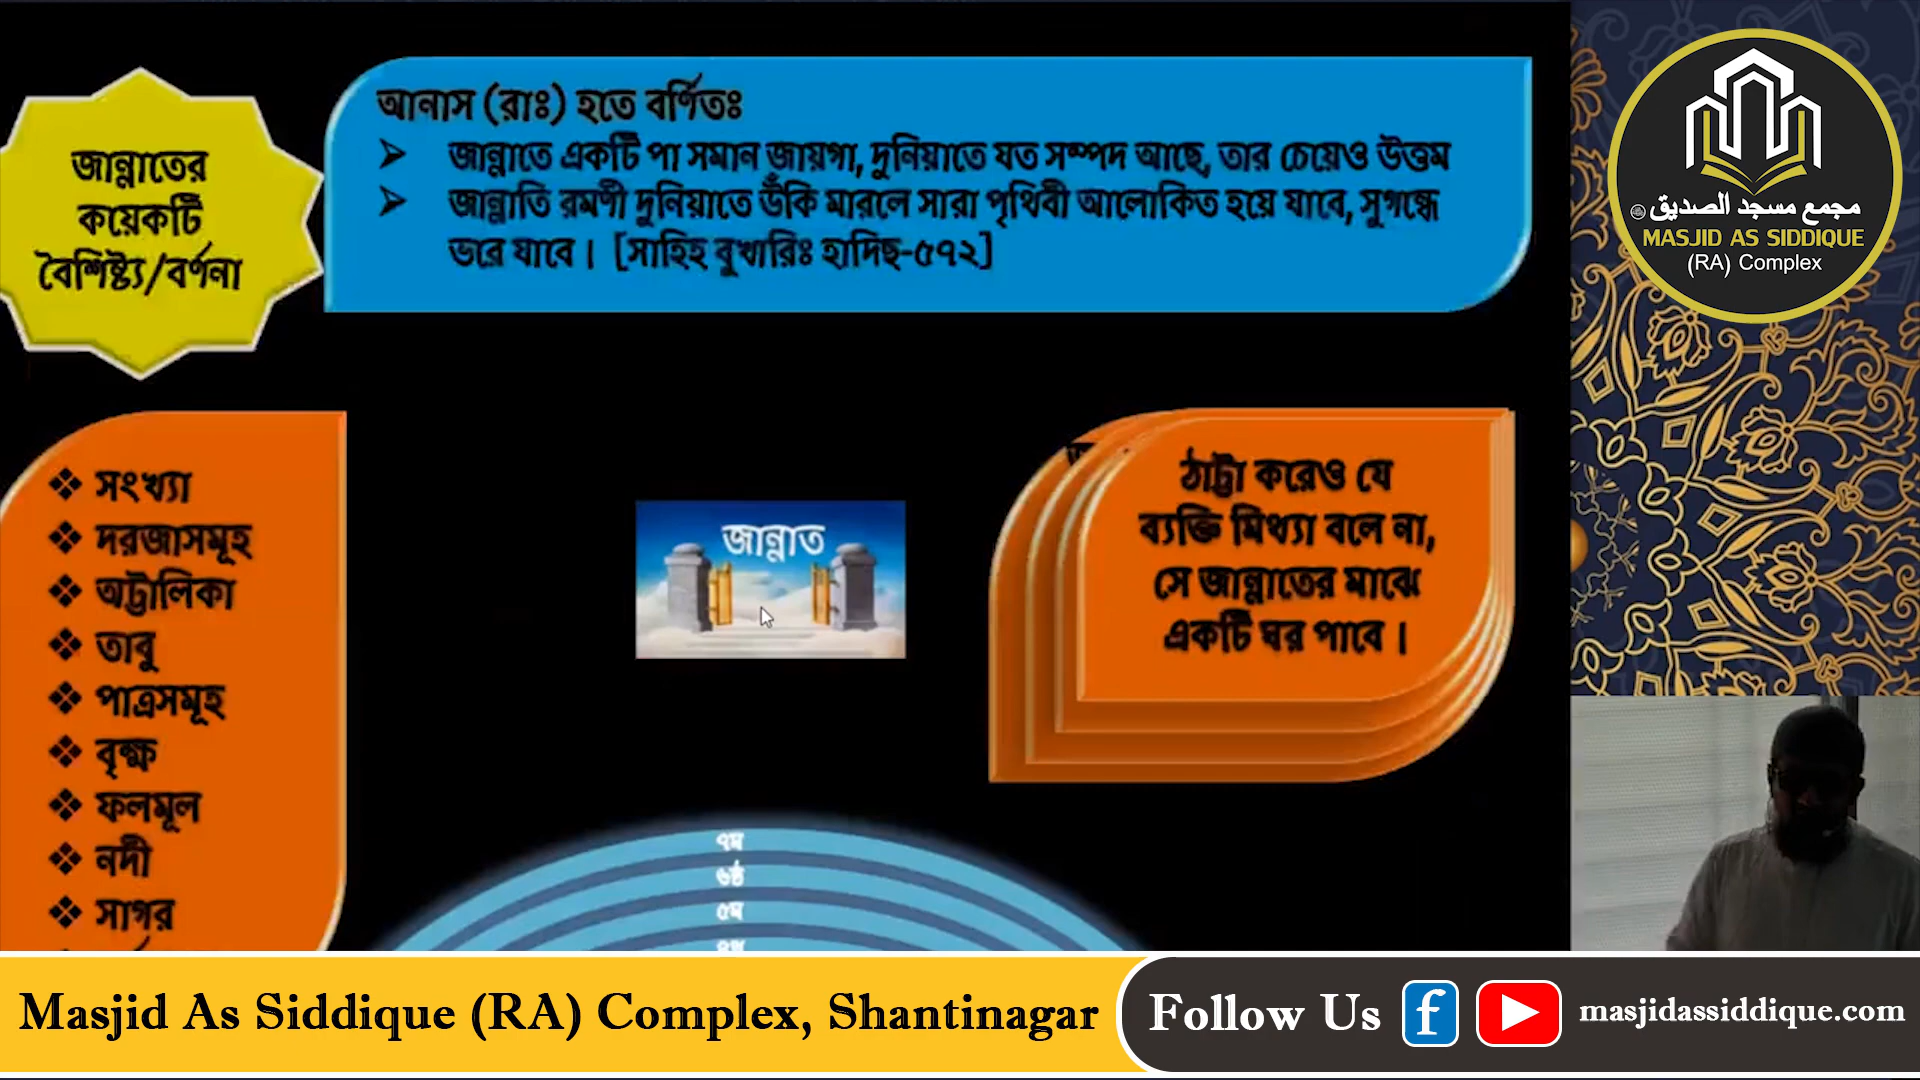 জান্নাতের
কয়েকটি
বৈশিষ্ট্য/বর্ণনা
আনাস (রাঃ) হতে বর্ণিতঃ
➢ জান্নাতে একটি পা সমান জায়গা, দুনিয়াতে যত সম্পদ আছে, তার চেয়েও উত্তম
➢ জান্নাতি রমণী দুনিয়াতে উঁকি মারলে সারা পৃথিবী আলোকিত হয়ে যাবে, সুগন্ধে
ভরে যাবে। [সাহিহ বুখারিঃ হাদিছ-৫৭২]
❖ সংখ্যা
❖ দরজাসমূহ
❖ অট্টালিকা
❖ তাবু
❖ পাত্রসমূহ
❖ বৃক্ষ
❖ ফলমূল
❖ নদী
❖ সাগর
জান্নাত
ঠাট্টা করেও যে
ব্যক্তি মিথ্যা বলে না,
সে জান্নাতের মাঝে
একটি ঘর পাবে।
৭ম
৬ষ্ঠ
৫ম
مجمع مسجد الصديق
MASJID AS SIDDIQUE
(RA) Complex
Masjid As Siddique (RA) Complex, Shantinagar
Follow Us
masjidassiddique.com